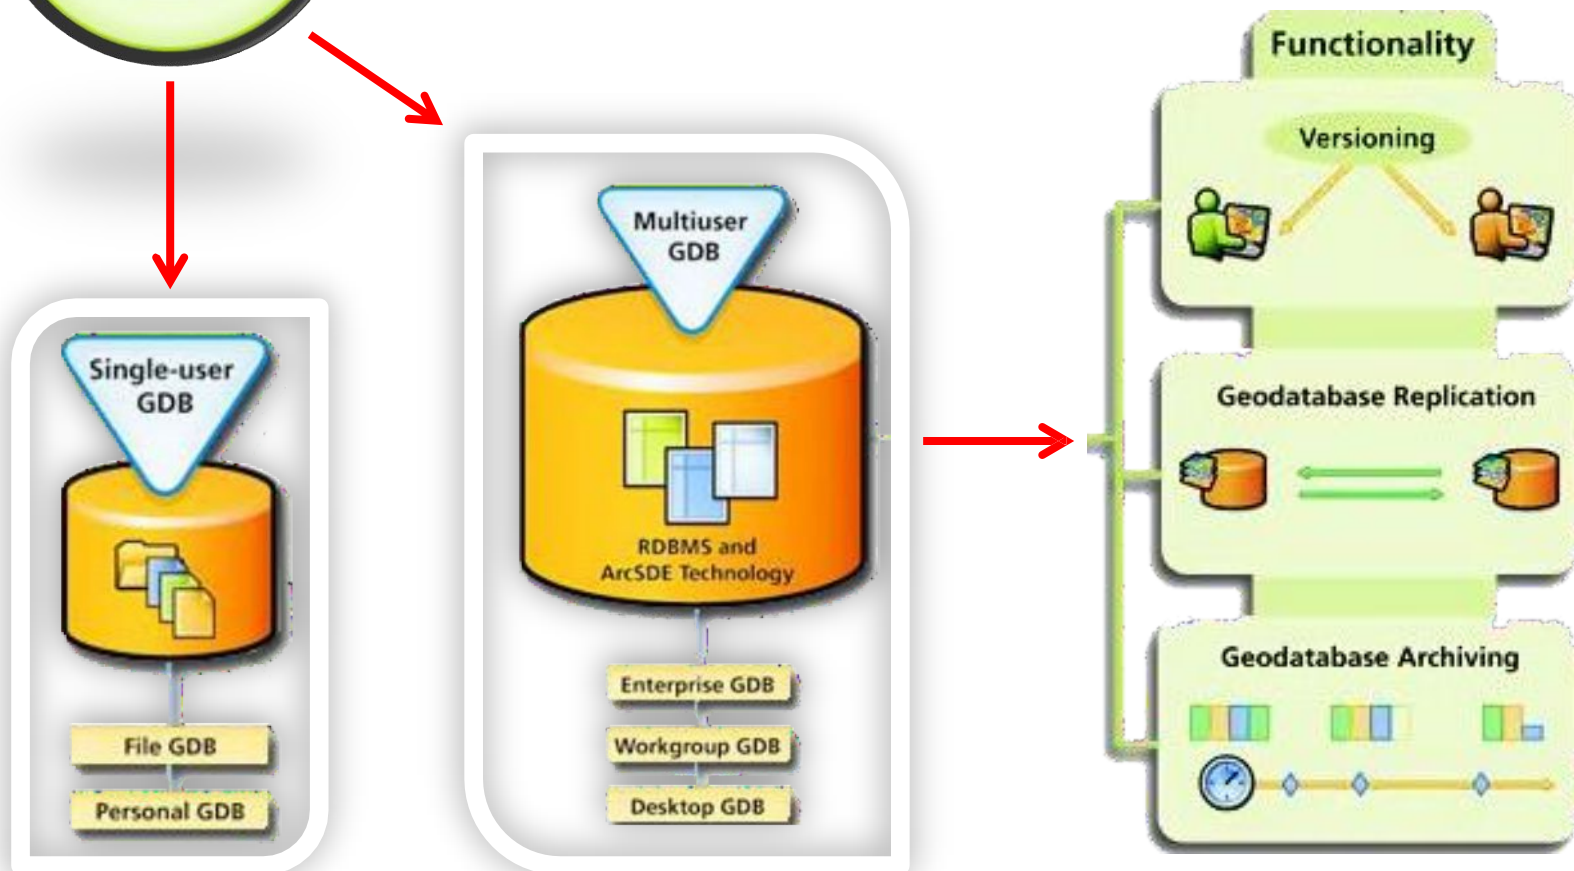 Single-user
GDB
File GDB
Personal GDB
Multiuser
GDB
RDBMS and
ArcSDE Technology
Enterprise GDB
Workgroup GDB
Desktop GDB
Functionality
Versioning
Geodatabase Replication
Geodatabase Archiving